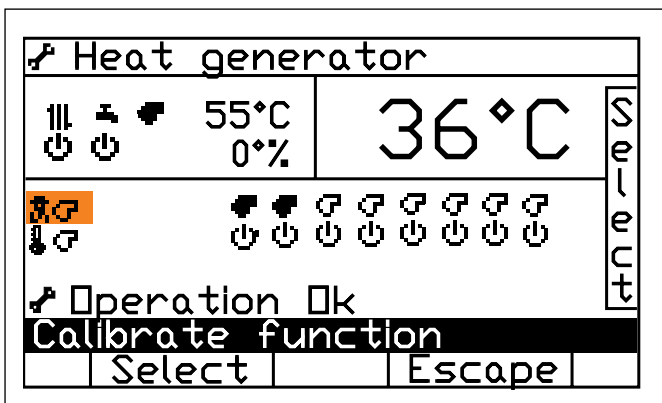 Heat generator
55°C
0°%
36°C
Select
Operation Ok
Calibrate function
Select
Escape